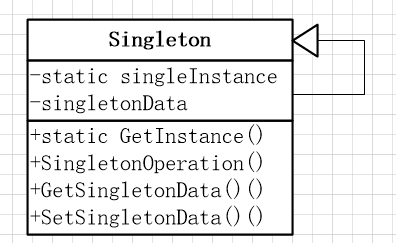 Singleton
-static singleInstance
-singletonData
+static GetInstance()
+SingletonOperation()
+GetSingletonData()()
+SetSingletonData()()